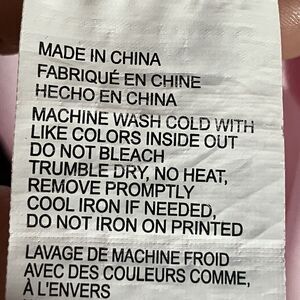 MADE IN CHINA
FABRIQUÉ EN CHINE
HECHO EN CHINA
MACHINE WASH COLD WITH
LIKE COLORS INSIDE OUT
DO NOT BLEACH
TRUMBLE DRY, NO HEAT,
REMOVE PROMPTLY
COOL IRON IF NEEDED,
DO NOT IRON ON PRINTED
LAVAGE DE MACHINE FROID
AVEC DES COULEURS COMME,
À L'ENVERS